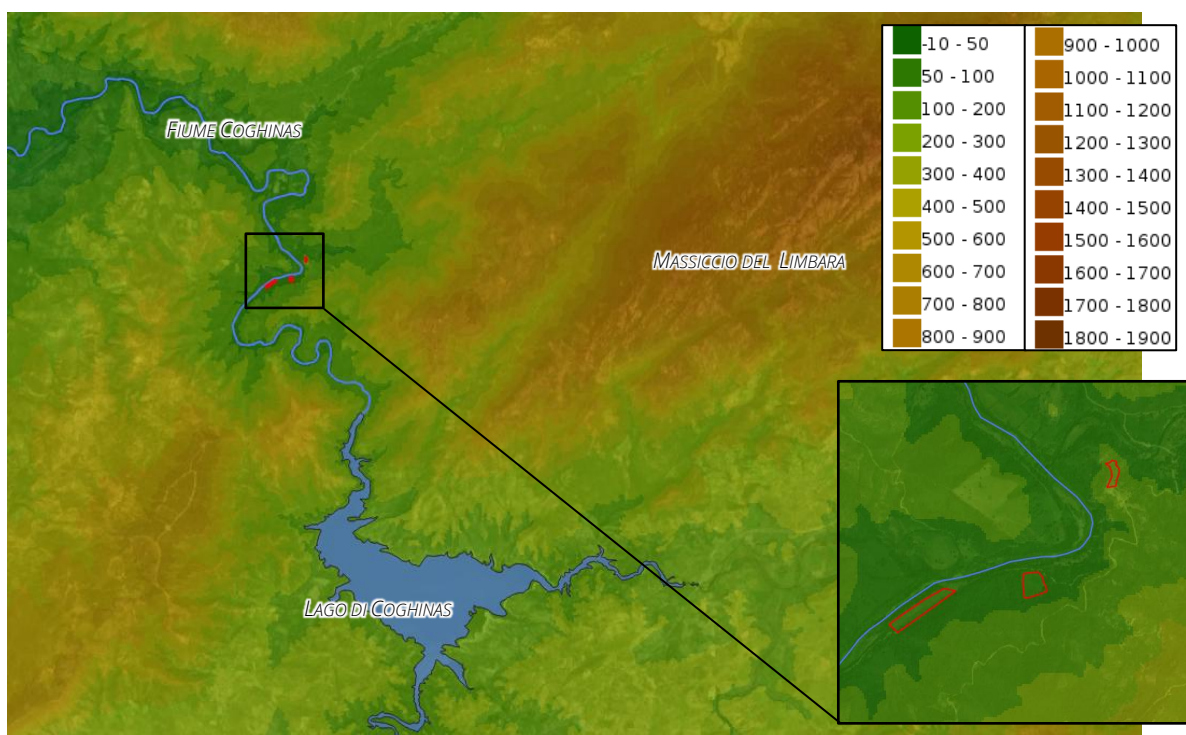 -10 - 50
50 - 100
100 - 200
200 - 300
300 - 400
400 - 500
500 - 600
600 - 700
700 - 800
800 - 900
900 - 1000
1000 - 1100
1100 - 1200
1200 - 1300
1300 - 1400
1400 - 1500
1500 - 1600
1600 - 1700
1700 - 1800
1800 - 1900
FIUME COGHINAS
MASSICCIO DEL LIMBARA
LAGO DI COGHINAS